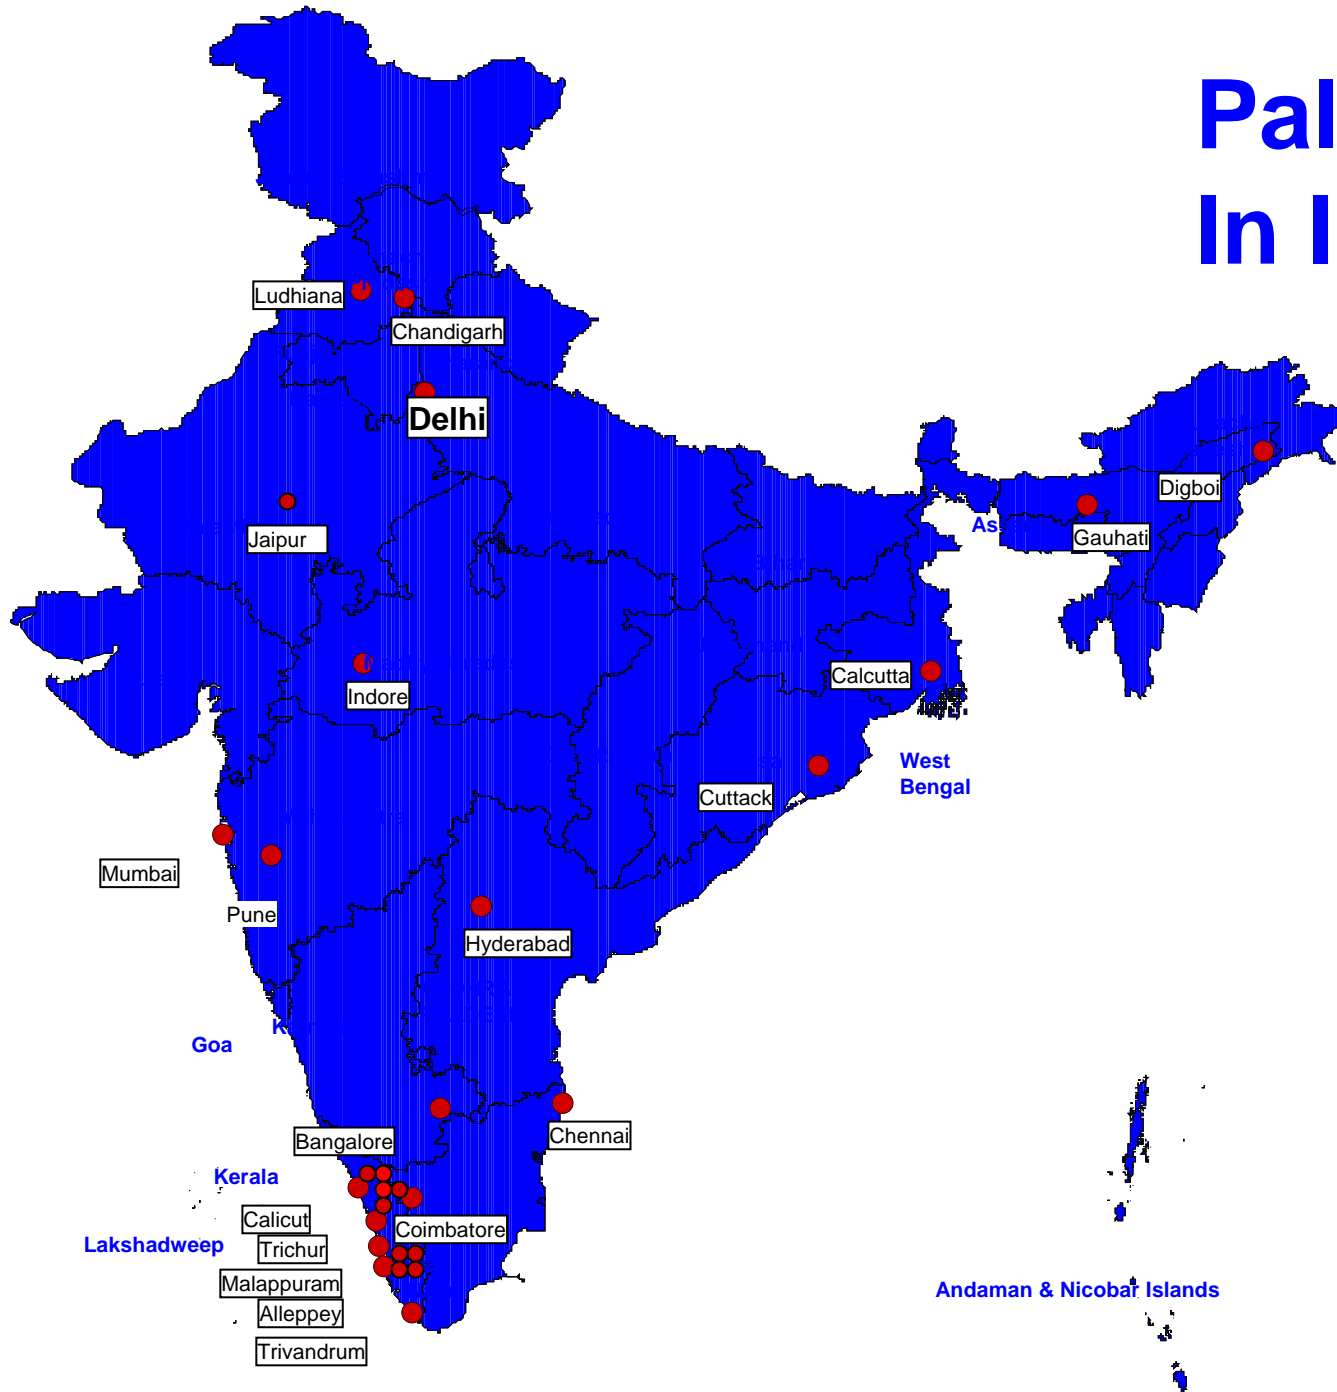 Pal
In I
Ludhiana
Chandigarh
Delhi
Digboi
Jaipur
Gauhati
Bihar
Indore
Calcutta
West
Bengal
Cuttack
Mumbai
Pune
Hyderabad
Goa
Chennai
Bangalore
Kerala
Calicut
Coimbatore
Lakshadweep
Trichur
Malappuram
Andaman & Nicobar Islands
Alleppey
Trivandrum